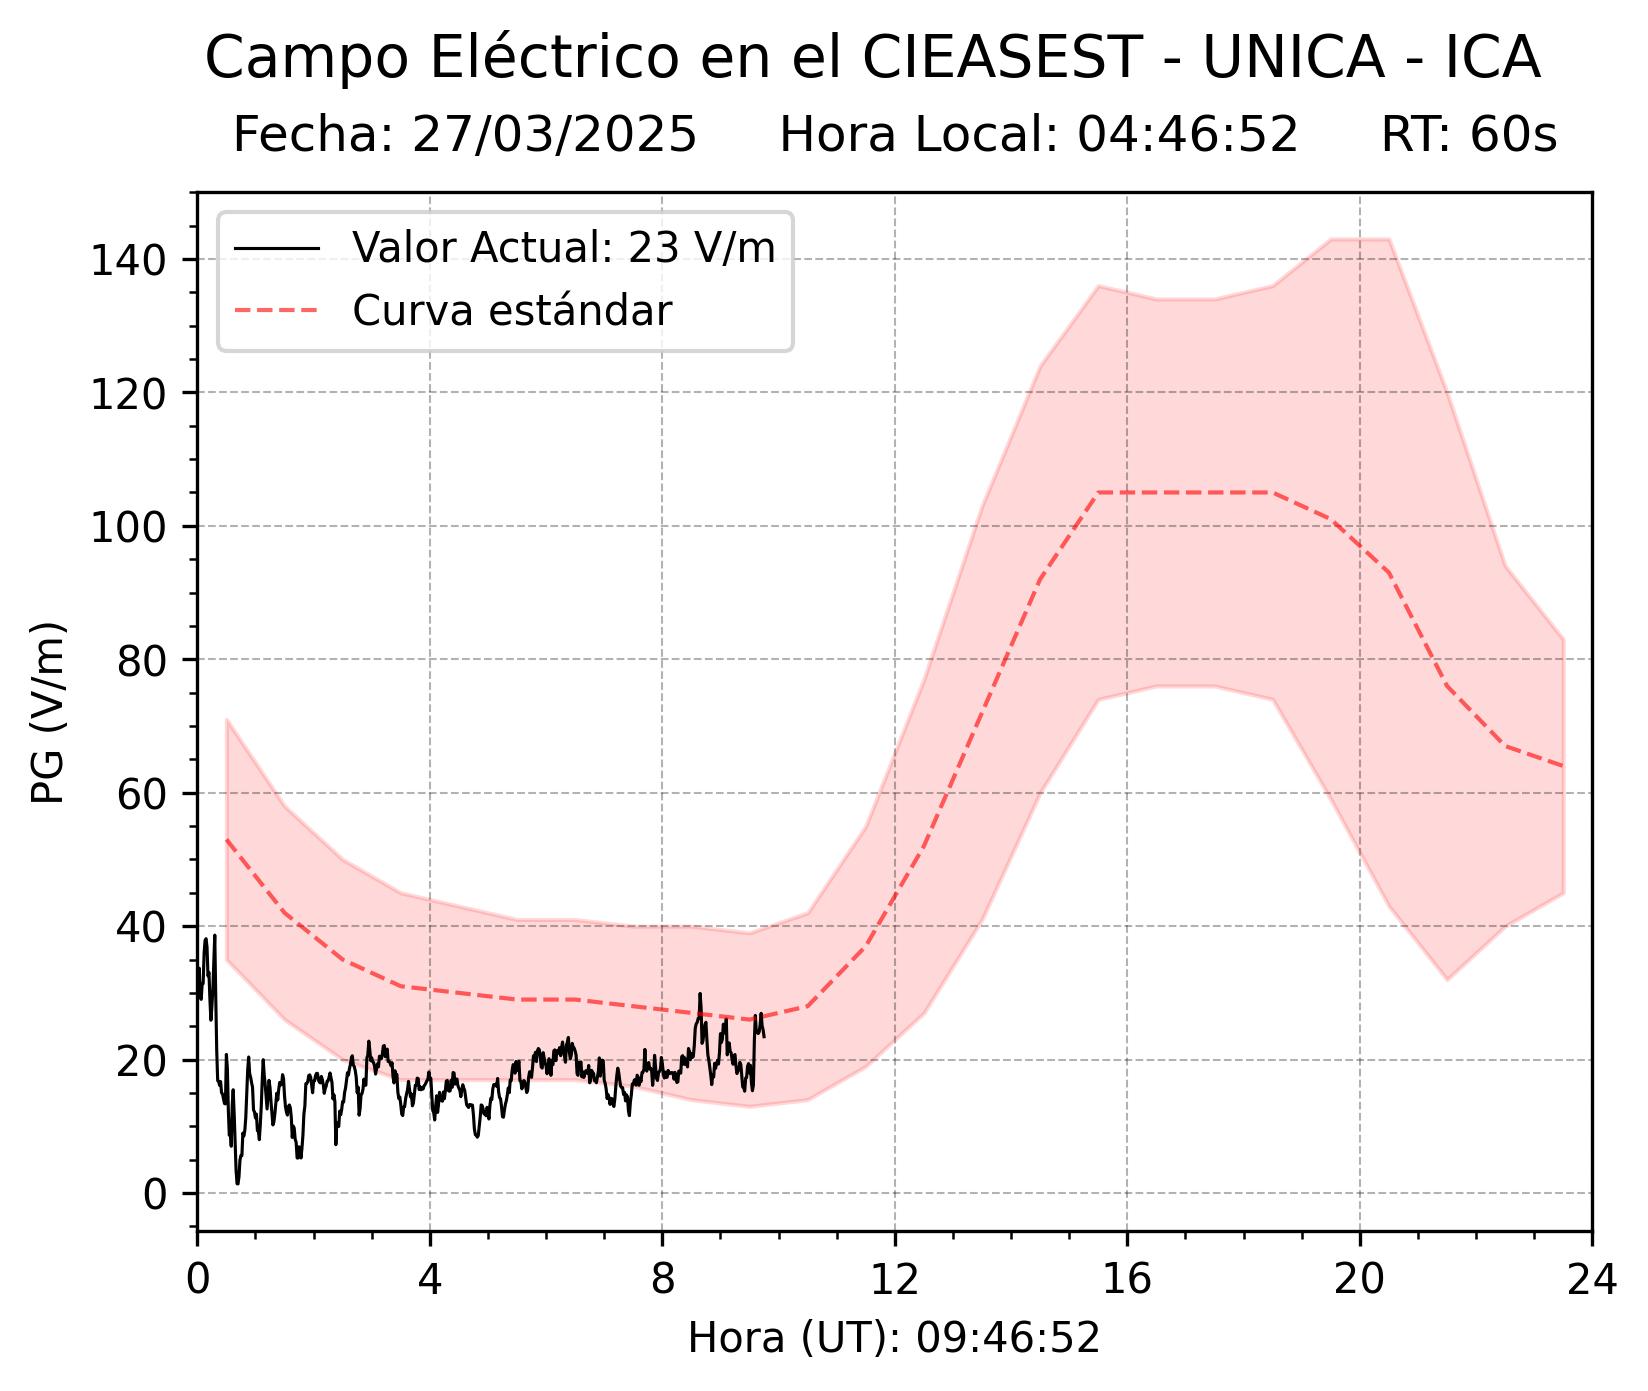 Campo Eléctrico en el CIEASEST - UNICA - ICA
Fecha: 27/03/2025 Hora Local: 04:46:52 RT: 60s
Valor Actual: 23 V/m
Curva estándar
PG (V/m)
140
120
100
80
60
40
20
0
0 4 8 12 16 20 24
Hora (UT): 09:46:52